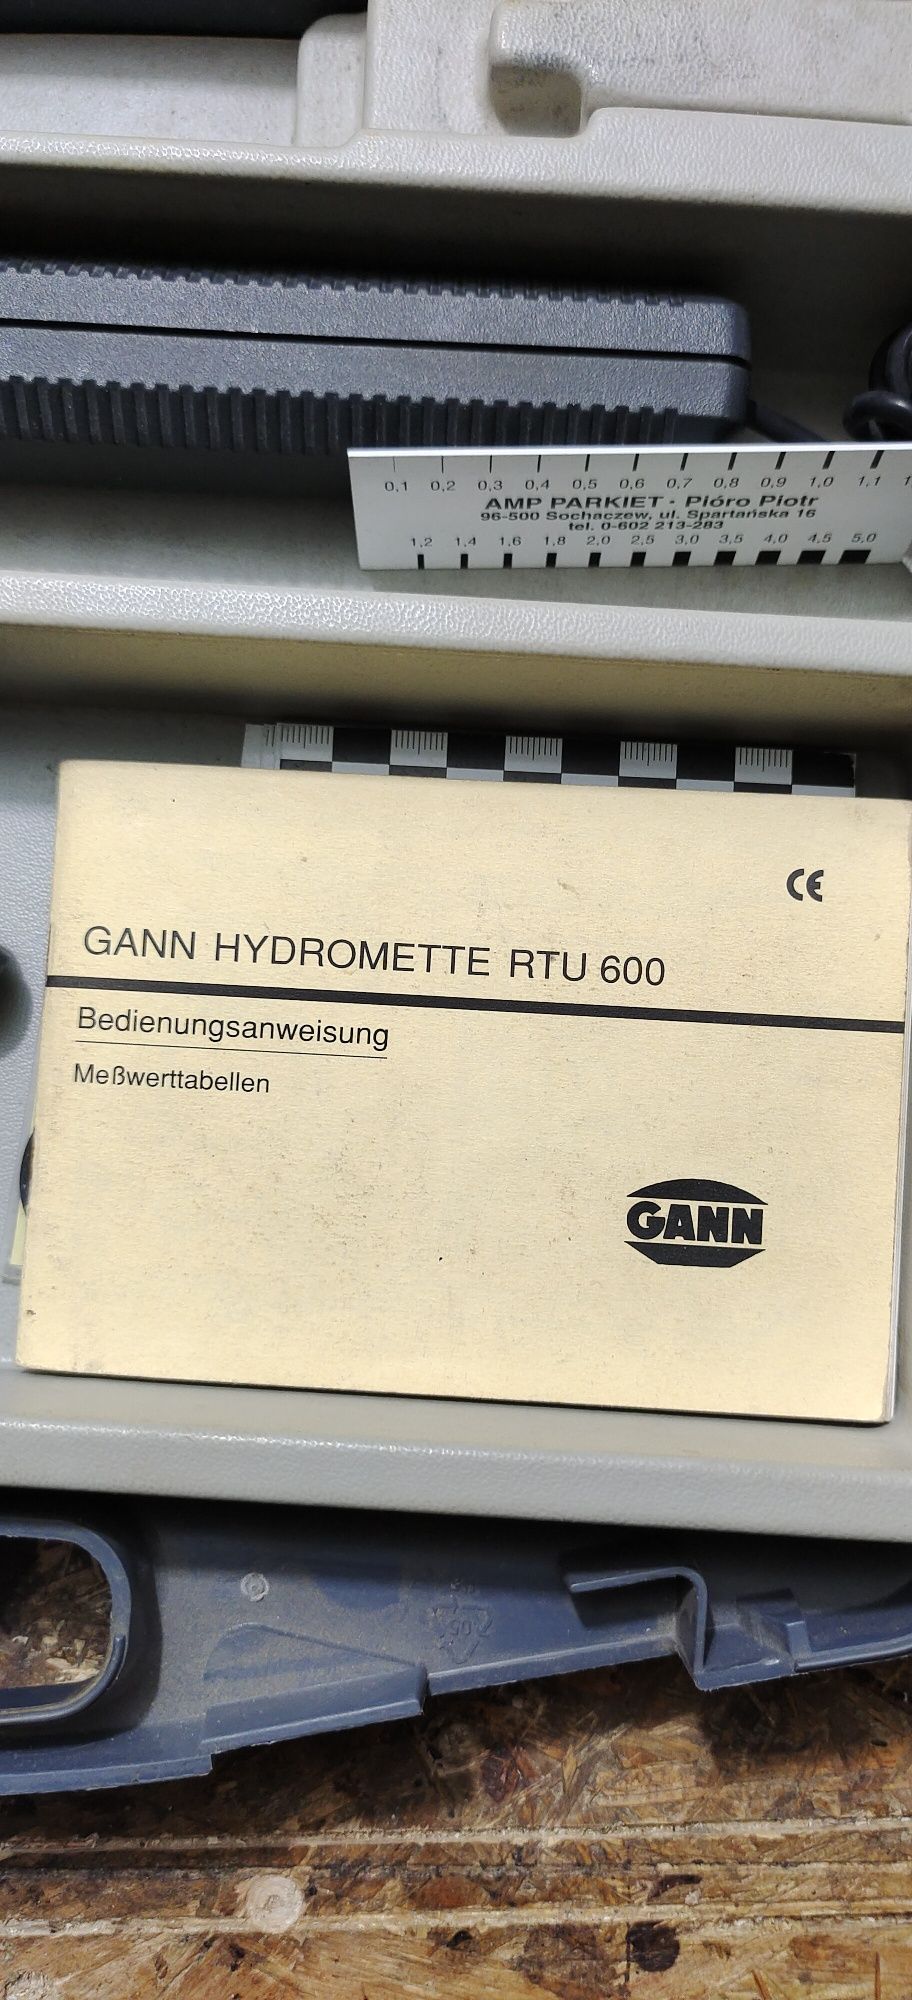 0,1 0,2 0,3 0,4 0,5 0,6 0,7 0,8 0,9 1,0 1,1
AMP PARKIET - Pióro Piotr
96-500 Sochaczew, ul. Spartańska 16
tel. 0-602 213-283
1,2 1,4 1,6 1,8 2,0 2,5 3,0 3,5 4,0 4,5 5,0
CE
GANN HYDROMETTE RTU 600
Bedienungsanweisung
Meßwerttabellen
GANN
05